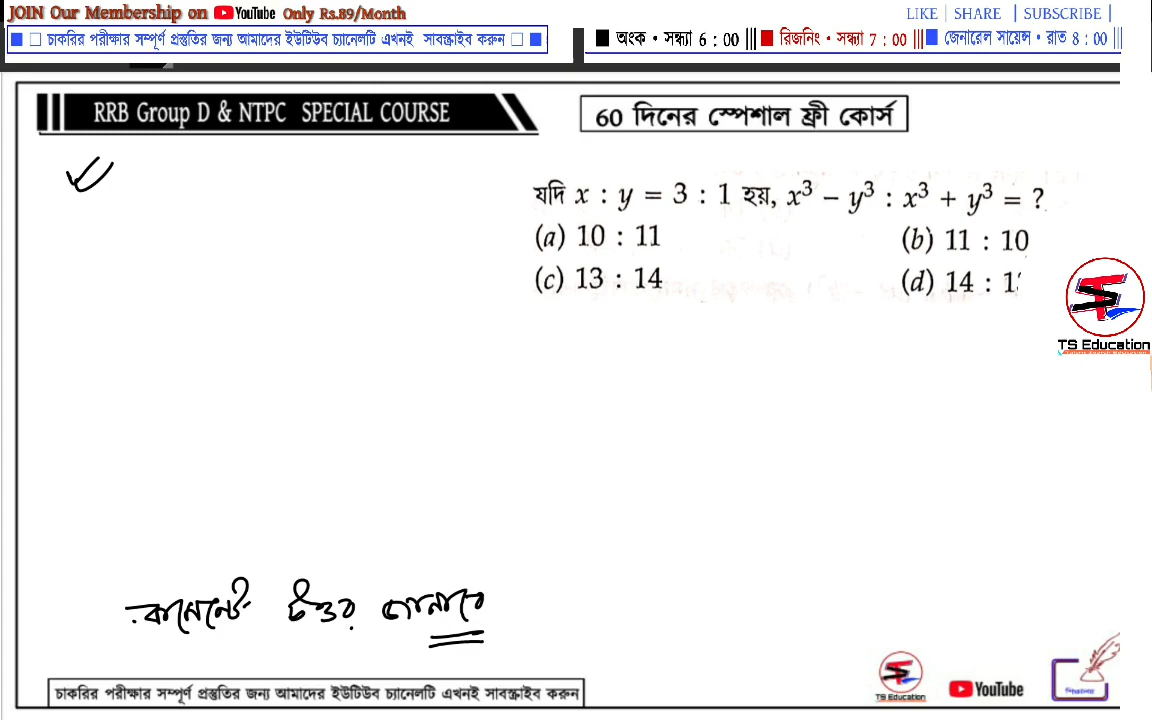 JOIN Our Membership on YouTube Only Rs.89/Month
LIKE | SHARE | SUBSCRIBE |
■ □ চাকরির পরীক্ষার সম্পূর্ণ প্রস্তুতির জন্য আমাদের ইউটিউব চ্যানেলটি এখনই সাবস্ক্রাইব করুন □ ■
■ অংক • সন্ধ্যা 6 : 00 ||| ■ রিজনিং • সন্ধ্যা 7 : 00 ||| ■ জেনারেল সায়েন্স • রাত 8 : 00 |||
RRB Group D & NTPC SPECIAL COURSE
60 দিনের স্পেশাল ফ্রী কোর্স
যদি x : y = 3 : 1 হয়, x³ − y³ : x³ + y³ = ?
(a) 10 : 11
(b) 11 : 10
(c) 13 : 14
(d) 14 : 1
TS Education
কমেন্টে উত্তর জানাবে
চাকরির পরীক্ষার সম্পূর্ণ প্রস্তুতির জন্য আমাদের ইউটিউব চ্যানেলটি এখনই সাবস্ক্রাইব করুন
TS Education
YouTube